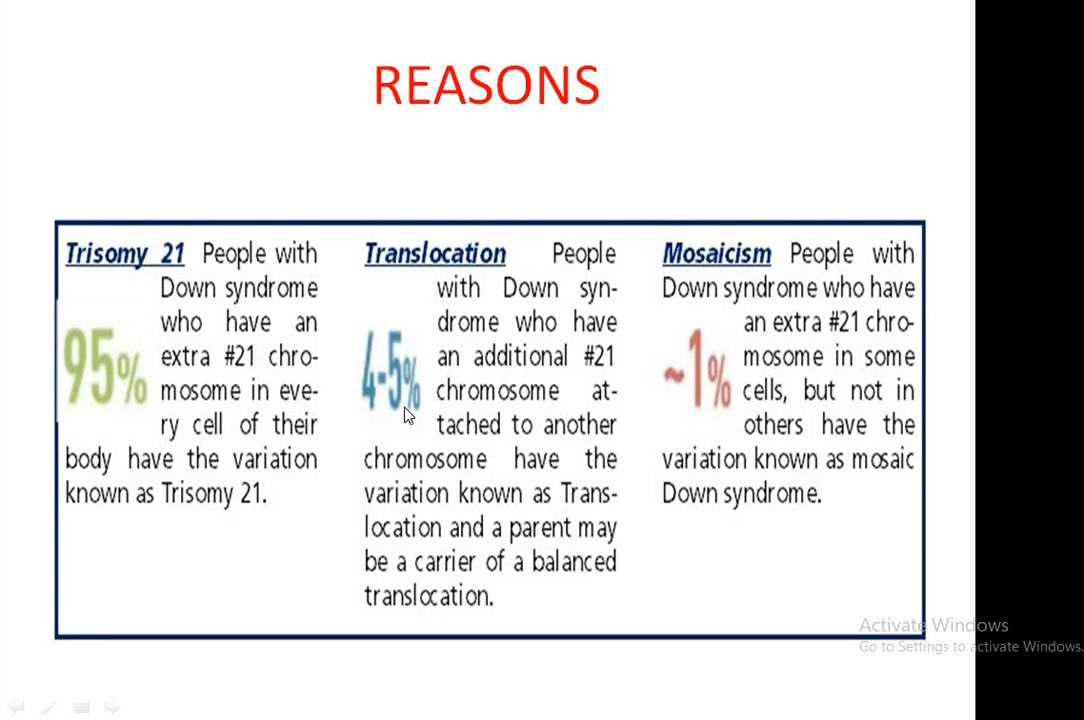 REASONS
Trisomy 21 People with
Down syndrome
who have an
extra #21 chro-
mosome in eve-
ry cell of their
body have the variation
known as Trisomy 21.
95%
Translocation People
with Down syn-
drome who have
an additional #21
chromosome at-
tached to another
chromosome have the
variation known as Trans-
location and a parent may
be a carrier of a balanced
translocation.
4-5%
Mosaicism People with
Down syndrome who have
an extra #21 chro-
mosome in some
cells, but not in
others have the
variation known as mosaic
Down syndrome.
~1%
Activate Windows
Go to Settings to activate Windows.